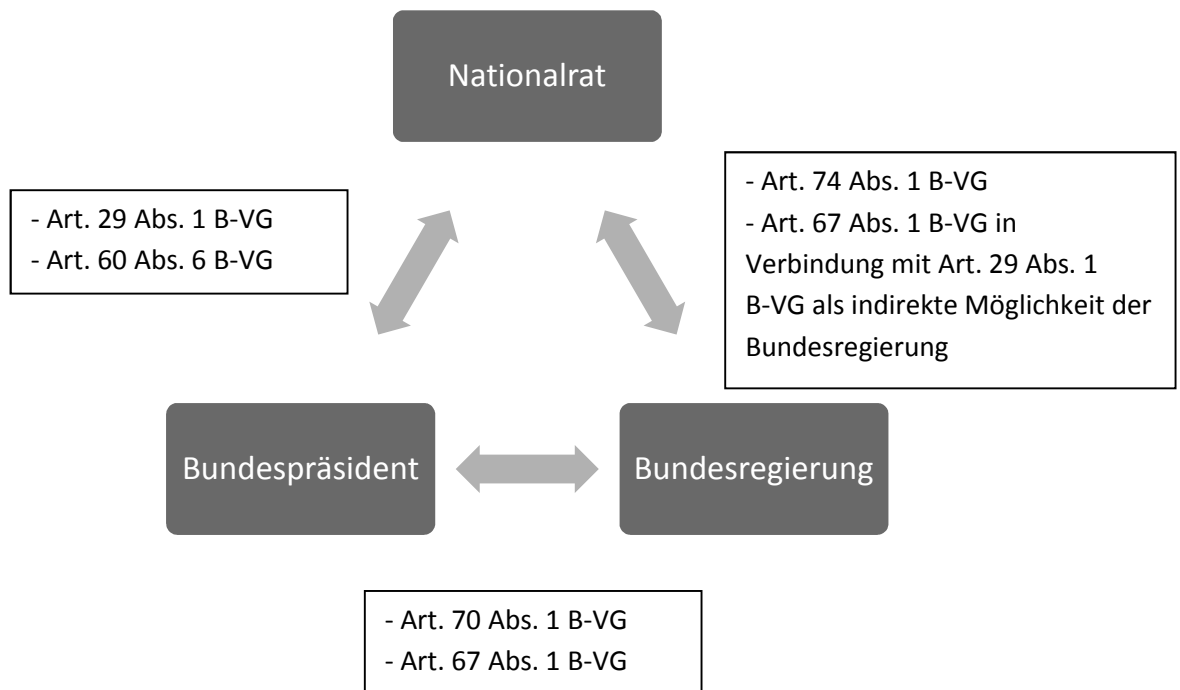 Nationalrat
- Art. 29 Abs. 1 B-VG
- Art. 60 Abs. 6 B-VG
- Art. 74 Abs. 1 B-VG
- Art. 67 Abs. 1 B-VG in
Verbindung mit Art. 29 Abs. 1
B-VG als indirekte Möglichkeit der
Bundesregierung
Bundespräsident
Bundesregierung
- Art. 70 Abs. 1 B-VG
- Art. 67 Abs. 1 B-VG